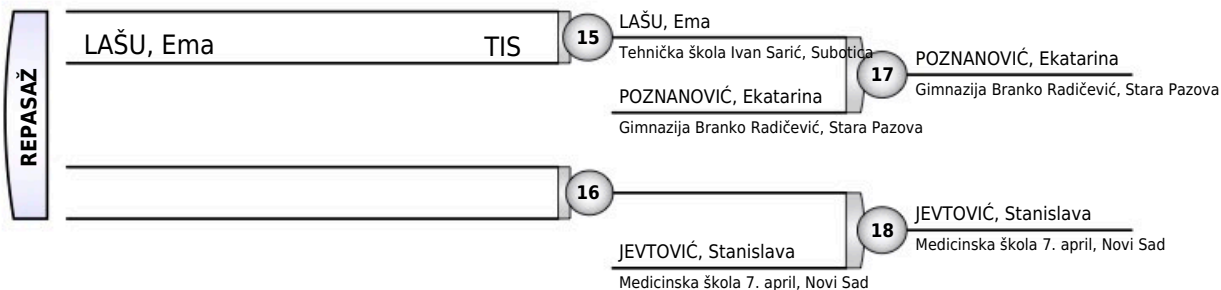 REPASAŽ
LAŠU, Ema TIS
15
LAŠU, Ema
Tehnička škola Ivan Sarić, Subotica
POZNANOVIĆ, Ekatarina
Gimnazija Branko Radičević, Stara Pazova
17
POZNANOVIĆ, Ekatarina
Gimnazija Branko Radičević, Stara Pazova
16
JEVTOVIĆ, Stanislava
Medicinska škola 7. april, Novi Sad
18
JEVTOVIĆ, Stanislava
Medicinska škola 7. april, Novi Sad